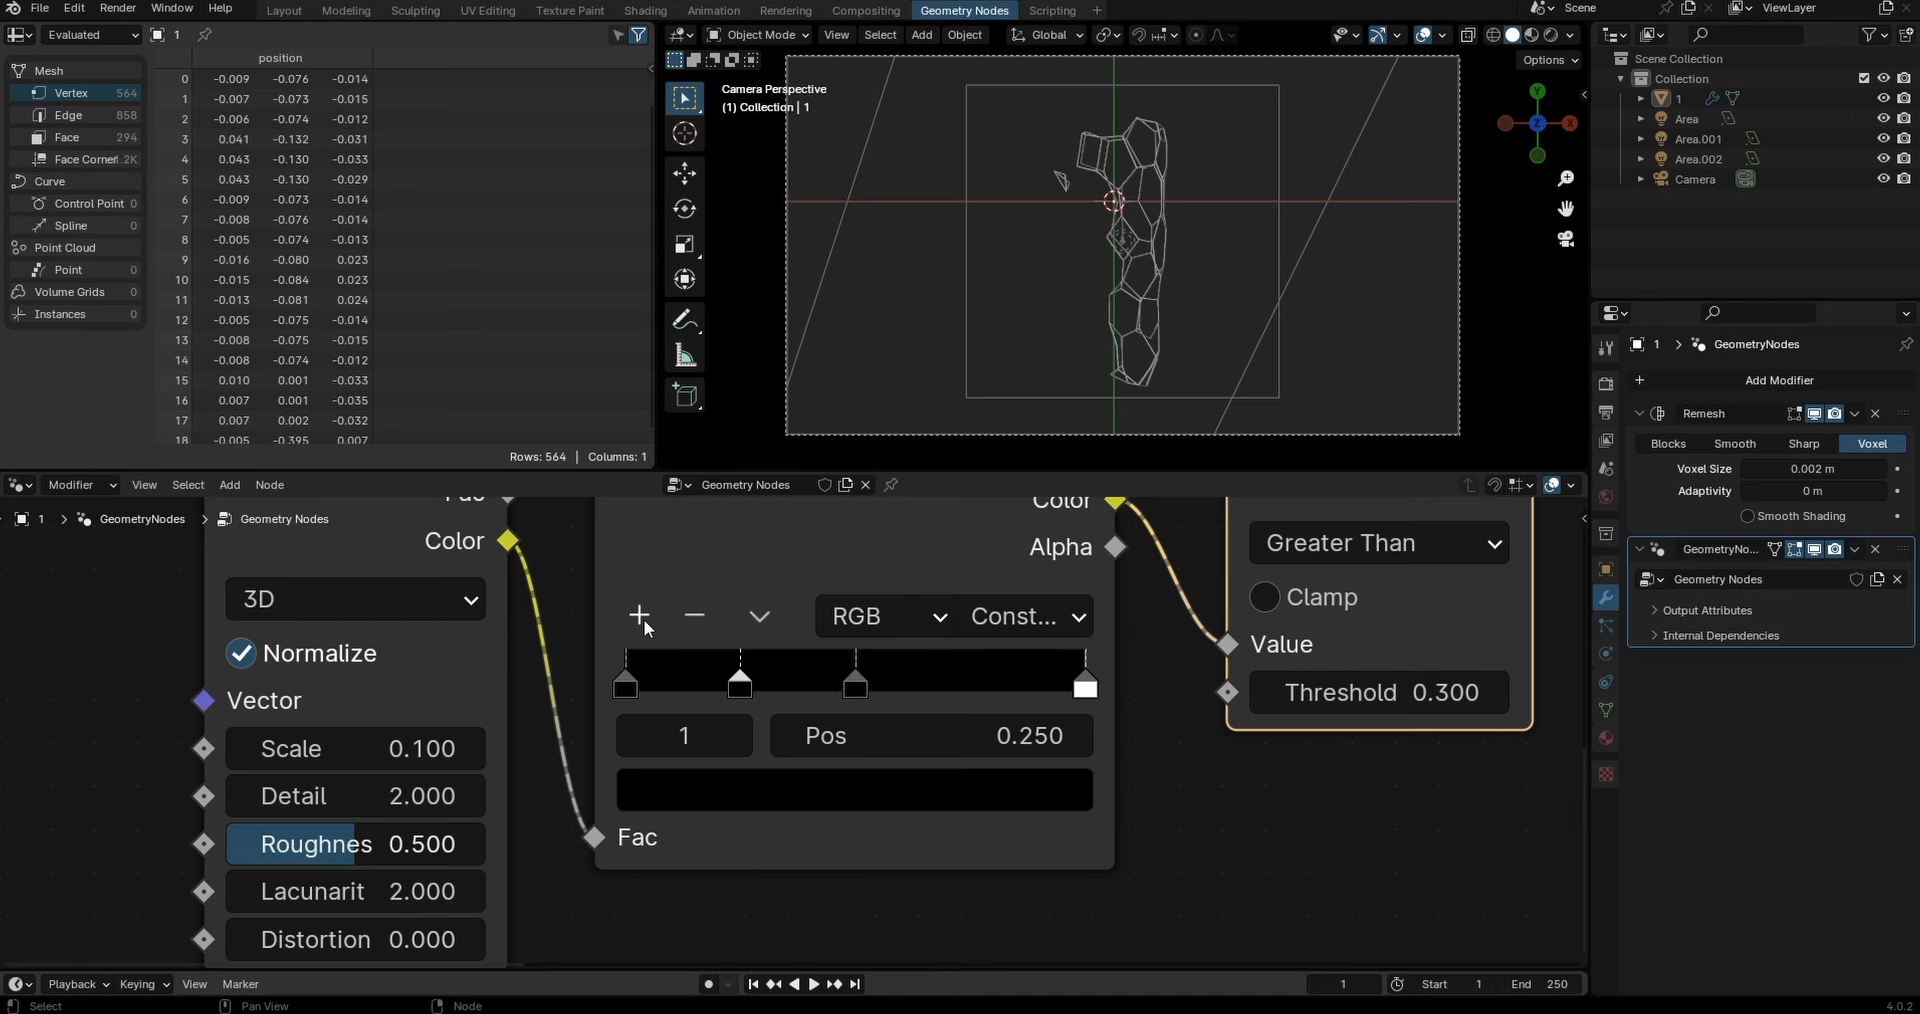 File Edit Render Window Help Layout Modeling Sculpting UV Editing Texture Paint Shading Animation Rendering Compositing Geometry Nodes Scripting + Scene ViewLayer
Evaluated 1
Object Mode View Select Add Object Global
Options
position
Mesh
Vertex 564
Edge 858
Face 294
Face Corner 1.2K
Curve
Control Point 0
Spline 0
Point Cloud
Point 0
Volume Grids 0
Instances 0
0 -0.009 -0.076 -0.014
1 -0.007 -0.073 -0.015
2 -0.006 -0.074 -0.012
3 0.041 -0.132 -0.031
4 0.043 -0.130 -0.033
5 0.043 -0.130 -0.029
6 -0.009 -0.073 -0.014
7 -0.008 -0.076 -0.014
8 -0.005 -0.074 -0.013
9 -0.016 -0.080 0.023
10 -0.015 -0.084 0.023
11 -0.013 -0.081 0.024
12 -0.005 -0.075 -0.014
13 -0.008 -0.075 -0.015
14 -0.008 -0.074 -0.012
15 0.010 0.001 -0.033
16 0.007 0.001 -0.035
17 0.007 0.002 -0.032
18 -0.005 -0.395 0.007
Rows: 564 | Columns: 1
Camera Perspective
(1) Collection | 1
Y
Z
X
Scene Collection
Collection
1
Area
Area.001
Area.002
Camera
1 > GeometryNodes
+ Add Modifier
Remesh
Blocks Smooth Sharp Voxel
Voxel Size 0.002 m
Adaptivity 0 m
Smooth Shading
GeometryNo...
Geometry Nodes
Output Attributes
Internal Dependencies
Modifier View Select Add Node Geometry Nodes
1 > GeometryNodes > Geometry Nodes
Fac
Color
3D
Normalize
Vector
Scale 0.100
Detail 2.000
Roughnes 0.500
Lacunarit 2.000
Distortion 0.000
Color
Alpha
RGB Const...
1 Pos 0.250
Fac
Greater Than
Clamp
Value
Threshold 0.300
Playback Keying View Marker 1 Start 1 End 250
Select Pan View Node 4.0.2